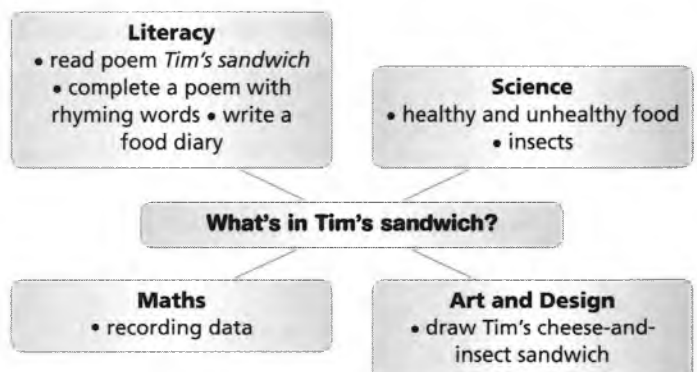 Literacy
• read poem Tim's sandwich
• complete a poem with
rhyming words • write a
food diary
Science
• healthy and unhealthy food
• insects
What's in Tim's sandwich?
Maths
• recording data
Art and Design
• draw Tim's cheese-and-
insect sandwich